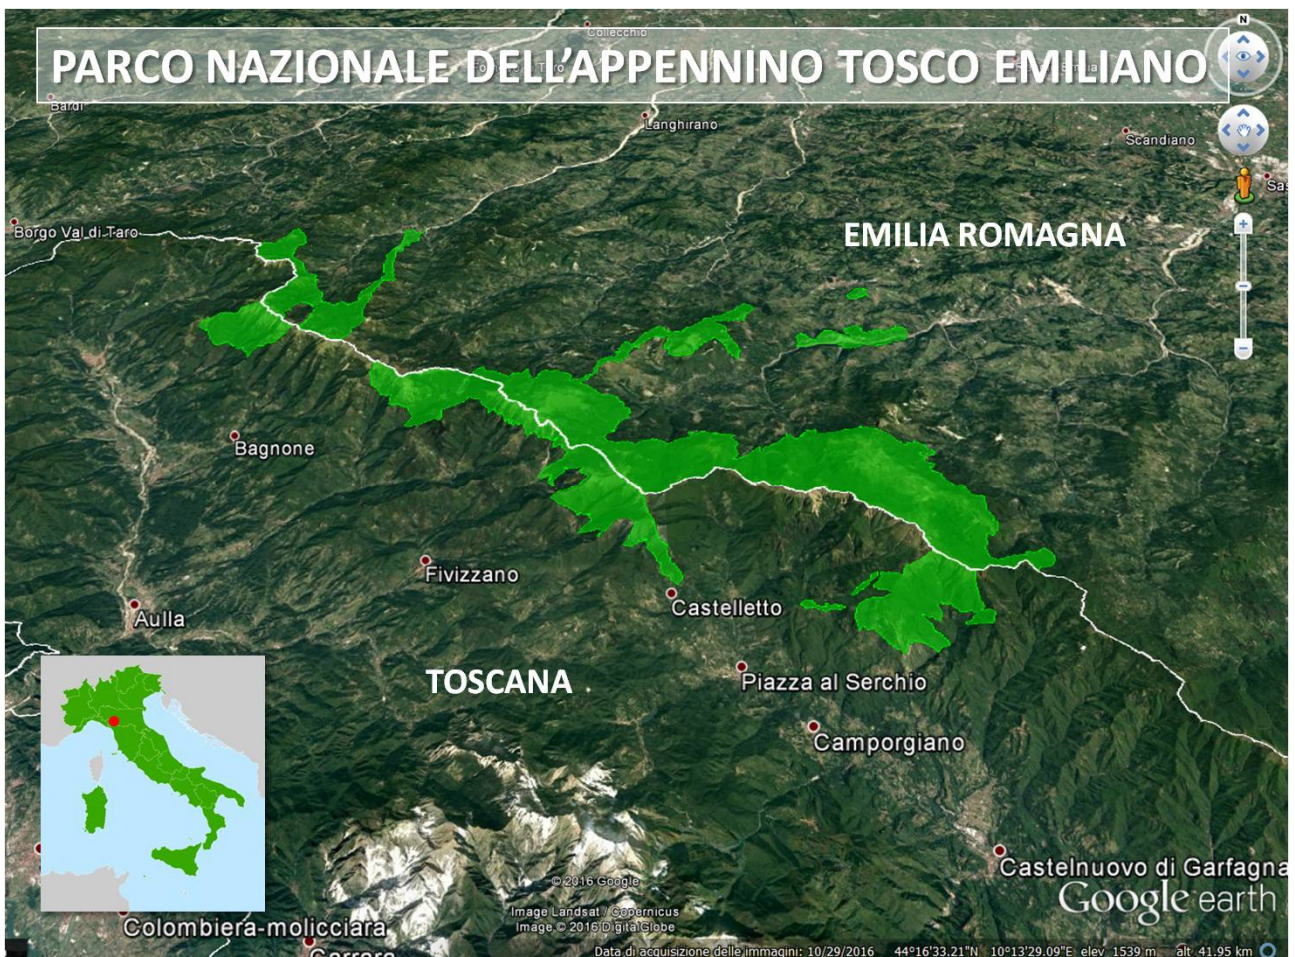 Collecchio
N
PARCO NAZIONALE DELL'APPENNINO TOSCO EMILIANO
Bardi
Langhirano
Scandiano
Borgo Val di Taro
EMILIA ROMAGNA
Bagnone
Fivizzano
Castelletto
Aulla
TOSCANA
Piazza al Serchio
Camporgiano
Castelnuovo di Garfagna
© 2016 Google
Google earth
Image Landsat / Copernicus
Image © 2016 DigitalGlobe
Colombiera-molicciara
Carrara
Data di acquisizione delle immagini: 10/29/2016 44°16'33.21"N 10°13'29.09"E elev 1539 m alt 41.95 km